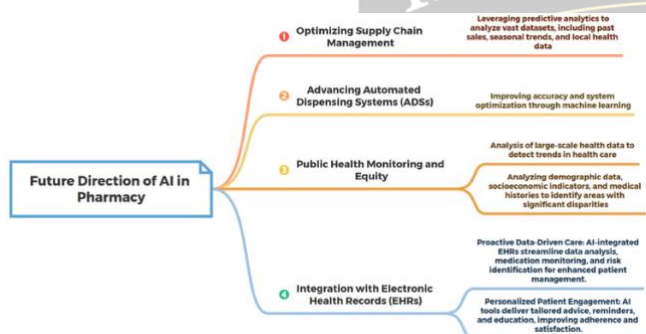 Future Direction of AI in
Pharmacy
1
Optimizing Supply Chain
Management
Leveraging predictive analytics to
analyze vast datasets, including past
sales, seasonal trends, and local health
data
2
Advancing Automated
Dispensing Systems (ADSs)
Improving accuracy and system
optimization through machine learning
3
Public Health Monitoring and
Equity
Analysis of large-scale health data to
detect trends in health care
Analyzing demographic data,
socioeconomic indicators, and medical
histories to identify areas with
significant disparities
4
Integration with Electronic
Health Records (EHRs)
Proactive Data-Driven Care: AI-integrated
EHRs streamline data analysis,
medication monitoring, and risk
identification for enhanced patient
management.
Personalized Patient Engagement: AI
tools deliver tailored advice, reminders,
and education, improving adherence and
satisfaction.